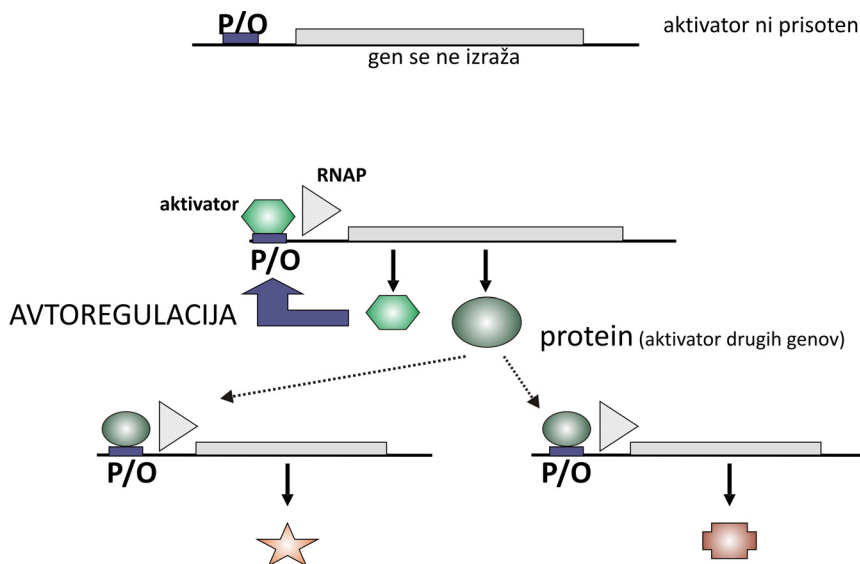 P/O
aktivator ni prisoten
gen se ne izraža
RNAP
aktivator
P/O
AVTOREGULACIJA
protein (aktivator drugih genov)
P/O
P/O